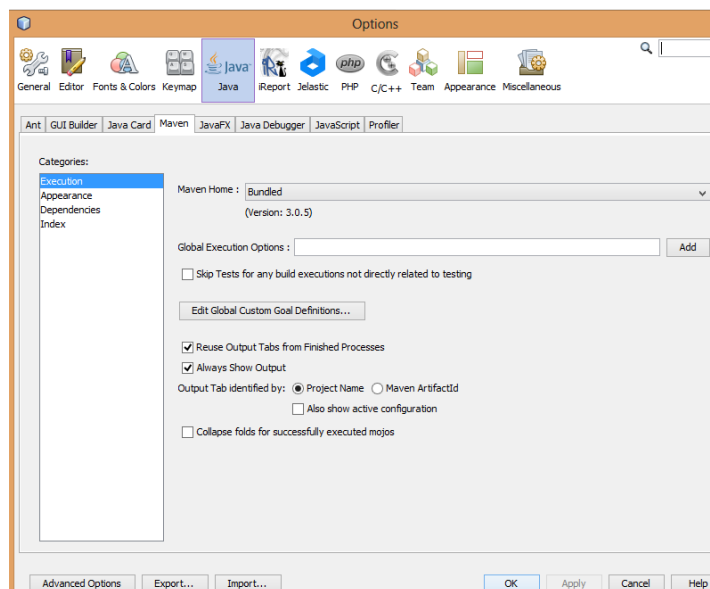 Options
General Editor Fonts & Colors Keymap Java iReport Jelastic PHP C/C++ Team Appearance Miscellaneous
Ant GUI Builder Java Card Maven JavaFX Java Debugger JavaScript Profiler
Categories:
Execution
Appearance
Dependencies
Index
Maven Home : Bundled
(Version: 3.0.5)
Global Execution Options : Add
Skip Tests for any build executions not directly related to testing
Edit Global Custom Goal Definitions...
Reuse Output Tabs from Finished Processes
Always Show Output
Output Tab identified by: Project Name Maven ArtifactId
Also show active configuration
Collapse folds for successfully executed mojos
Advanced Options Export... Import... OK Apply Cancel Help